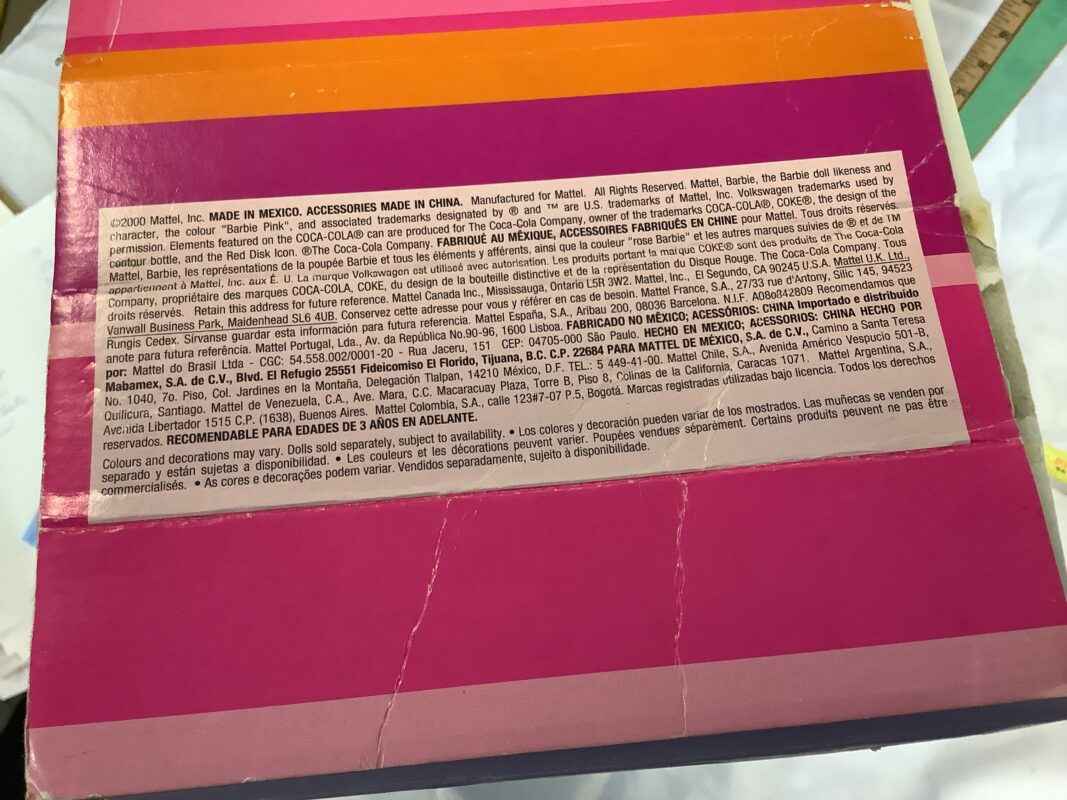 ©2000 Mattel, Inc. MADE IN MEXICO. ACCESSORIES MADE IN CHINA. Manufactured for Mattel. All Rights Reserved. Mattel, Barbie, the Barbie doll likeness and
character, the colour "Barbie Pink", and associated trademarks designated by ® and ™ are U.S. trademarks of Mattel, Inc. Volkswagen trademarks used by
permission. Elements featured on the COCA-COLA® can are produced for The Coca-Cola Company, owner of the trademarks COCA-COLA®, COKE®, the design of the
contour bottle, and the Red Disk Icon. ®The Coca-Cola Company. FABRIQUÉ AU MÉXIQUE, ACCESSOIRES FABRIQUÉS EN CHINE pour Mattel. Tous droits réservés.
Mattel, Barbie, les représentations de la poupée Barbie et tous les éléments y afférents, ainsi que la couleur "rose Barbie" et les autres marques suivies de ® et de TM
appartiennent à Mattel, Inc. aux É. U. La marque Volkswagen est utilisée avec autorisation. Les produits portant la marque COKE® sont des produits de The Coca-Cola
Company, propriétaire des marques COCA-COLA, COKE, du design de la bouteille distinctive et de la représentation du Disque Rouge. The Coca-Cola Company. Tous
droits réservés. Retain this address for future reference. Mattel Canada Inc., Mississauga, Ontario L5R 3W2. Mattel, Inc., El Segundo, CA 90245 U.S.A. Mattel U.K. Ltd.,
Vanwall Business Park, Maidenhead SL6 4UB. Conservez cette adresse pour vous y référer en cas de besoin. Mattel France, S.A., 27/33 rue d'Antony, Silic 145, 94523
Rungis Cedex. Sírvanse guardar esta información para futura referencia. Mattel España, S.A., Aribau 200, 08036 Barcelona. N.I.F. A08o842809 Recomendamos que
anote para futura referência. Mattel Portugal, Lda., Av. da República No.90-96, 1600 Lisboa. FABRICADO NO MÉXICO; ACESSÓRIOS: CHINA Importado e distribuido
por: Mattel do Brasil Ltda - CGC: 54.558.002/0001-20 - Rua Jaceru, 151 CEP: 04705-000 São Paulo. HECHO EN MEXICO; ACESORIOS: CHINA HECHO POR
Mabamex, S.A. de C.V., Blvd. El Refugio 25551 Fideicomiso El Florido, Tijuana, B.C. C.P. 22684 PARA MATTEL DE MÉXICO, S.A. de C.V., Camino a Santa Teresa
No. 1040, 7o. Piso, Col. Jardines en la Montaña, Delegación Tlalpan, 14210 México, D.F. TEL.: 5 449-41-00. Mattel Chile, S.A., Avenida Américo Vespucio 501-B,
Quilicura, Santiago. Mattel de Venezuela, C.A., Ave. Mara, C.C. Macaracuay Plaza, Torre B, Piso 8, Colinas de la California, Caracas 1071. Mattel Argentina, S.A.,
Avenida Libertador 1515 C.P. (1638), Buenos Aires. Mattel Colombia, S.A., calle 123#7-07 P.5, Bogotá. Marcas registradas utilizadas bajo licencia. Todos los derechos
reservados. RECOMENDABLE PARA EDADES DE 3 AÑOS EN ADELANTE.
Colours and decorations may vary. Dolls sold separately, subject to availability. • Los colores y decoración pueden variar de los mostrados. Las muñecas se venden por
separado y están sujetas a disponibilidad. • Les couleurs et les décorations peuvent varier. Poupées vendues séparément. Certains produits peuvent ne pas être
commercialisés. • As cores e decorações podem variar. Vendidos separadamente, sujeito à disponibilidade.